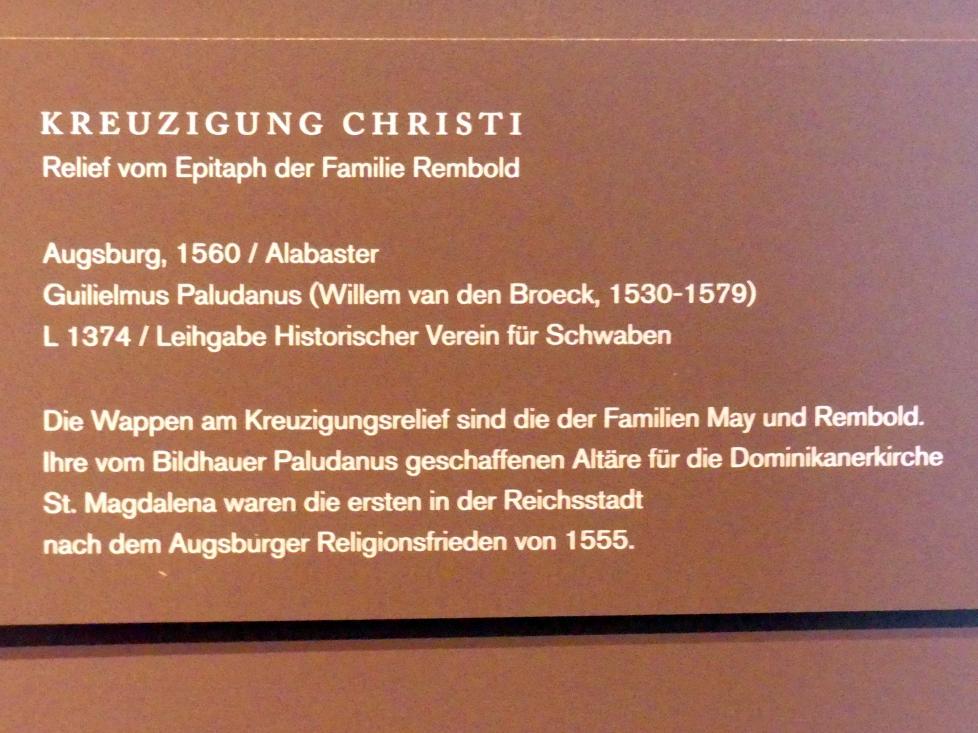 KREUZIGUNG CHRISTI
Relief vom Epitaph der Familie Rembold
Augsburg, 1560 / Alabaster
Guilielmus Paludanus (Willem van den Broeck, 1530-1579)
L 1374 / Leihgabe Historischer Verein für Schwaben
Die Wappen am Kreuzigungsrelief sind die der Familien May und Rembold.
Ihre vom Bildhauer Paludanus geschaffenen Altäre für die Dominikanerkirche
St. Magdalena waren die ersten in der Reichsstadt
nach dem Augsburger Religionsfrieden von 1555.